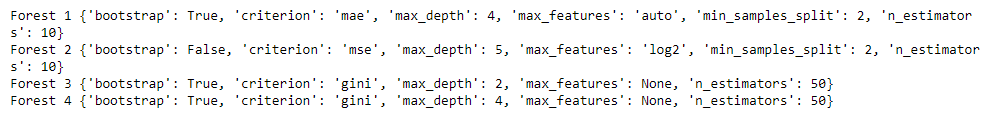 Forest 1 {'bootstrap': True, 'criterion': 'mae', 'max_depth': 4, 'max_features': 'auto', 'min_samples_split': 2, 'n_estimator
s': 10}
Forest 2 {'bootstrap': False, 'criterion': 'mse', 'max_depth': 5, 'max_features': 'log2', 'min_samples_split': 2, 'n_estimator
s': 10}
Forest 3 {'bootstrap': True, 'criterion': 'gini', 'max_depth': 2, 'max_features': None, 'n_estimators': 50}
Forest 4 {'bootstrap': True, 'criterion': 'gini', 'max_depth': 4, 'max_features': None, 'n_estimators': 50}